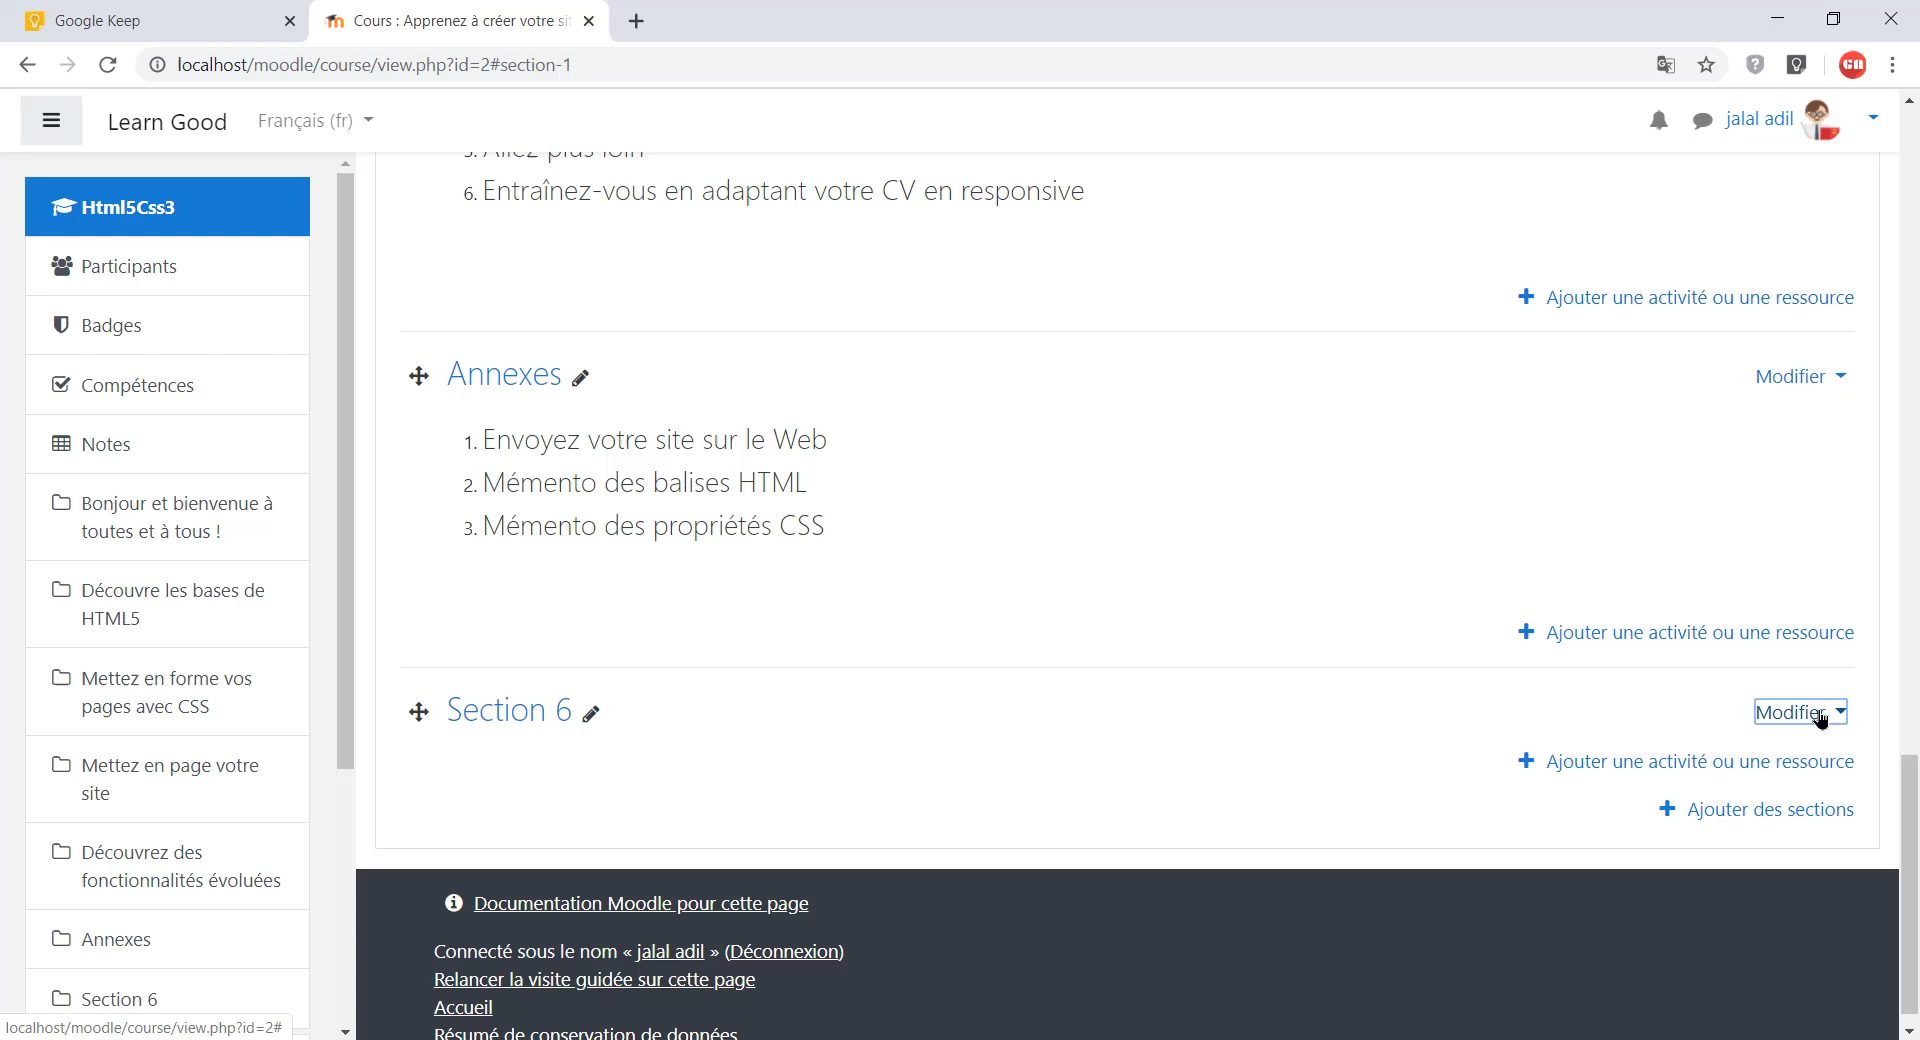 Google Keep
Cours : Apprenez à créer votre sit
localhost/moodle/course/view.php?id=2#section-1
Learn Good
Français (fr)
jalal adil
Html5Css3
Participants
Badges
Compétences
Notes
Bonjour et bienvenue à
toutes et à tous !
Découvre les bases de
HTML5
Mettez en forme vos
pages avec CSS
Mettez en page votre
site
Découvrez des
fonctionnalités évoluées
Annexes
Section 6
localhost/moodle/course/view.php?id=2#
5. Allez plus loin
6. Entraînez-vous en adaptant votre CV en responsive
Ajouter une activité ou une ressource
Annexes
Modifier
1. Envoyez votre site sur le Web
2. Mémento des balises HTML
3. Mémento des propriétés CSS
Ajouter une activité ou une ressource
Section 6
Modifier
Ajouter une activité ou une ressource
Ajouter des sections
Documentation Moodle pour cette page
Connecté sous le nom « jalal adil » (Déconnexion)
Relancer la visite guidée sur cette page
Accueil
Résumé de conservation de données